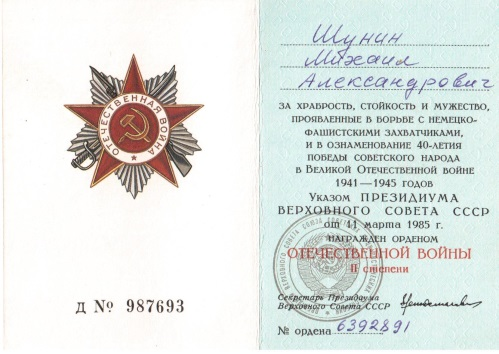 ОТЕЧЕСТВЕННАЯ ВОЙНА
Д № 987693
Шунин
Михаил
Александрович
ЗА ХРАБРОСТЬ, СТОЙКОСТЬ И МУЖЕСТВО,
ПРОЯВЛЕННЫЕ В БОРЬБЕ С НЕМЕЦКО-
ФАШИСТСКИМИ ЗАХВАТЧИКАМИ,
И В ОЗНАМЕНОВАНИЕ 40-ЛЕТИЯ
ПОБЕДЫ СОВЕТСКОГО НАРОДА
В ВЕЛИКОЙ ОТЕЧЕСТВЕННОЙ ВОЙНЕ
1941—1945 ГОДОВ
УКАЗОМ ПРЕЗИДИУМА
ВЕРХОВНОГО СОВЕТА СССР
от 11 марта 1985 г.
НАГРАЖДЕН ОРДЕНОМ
ОТЕЧЕСТВЕННОЙ ВОЙНЫ
II степени
Секретарь Президиума
Верховного Совета СССР
№ ордена 6392891